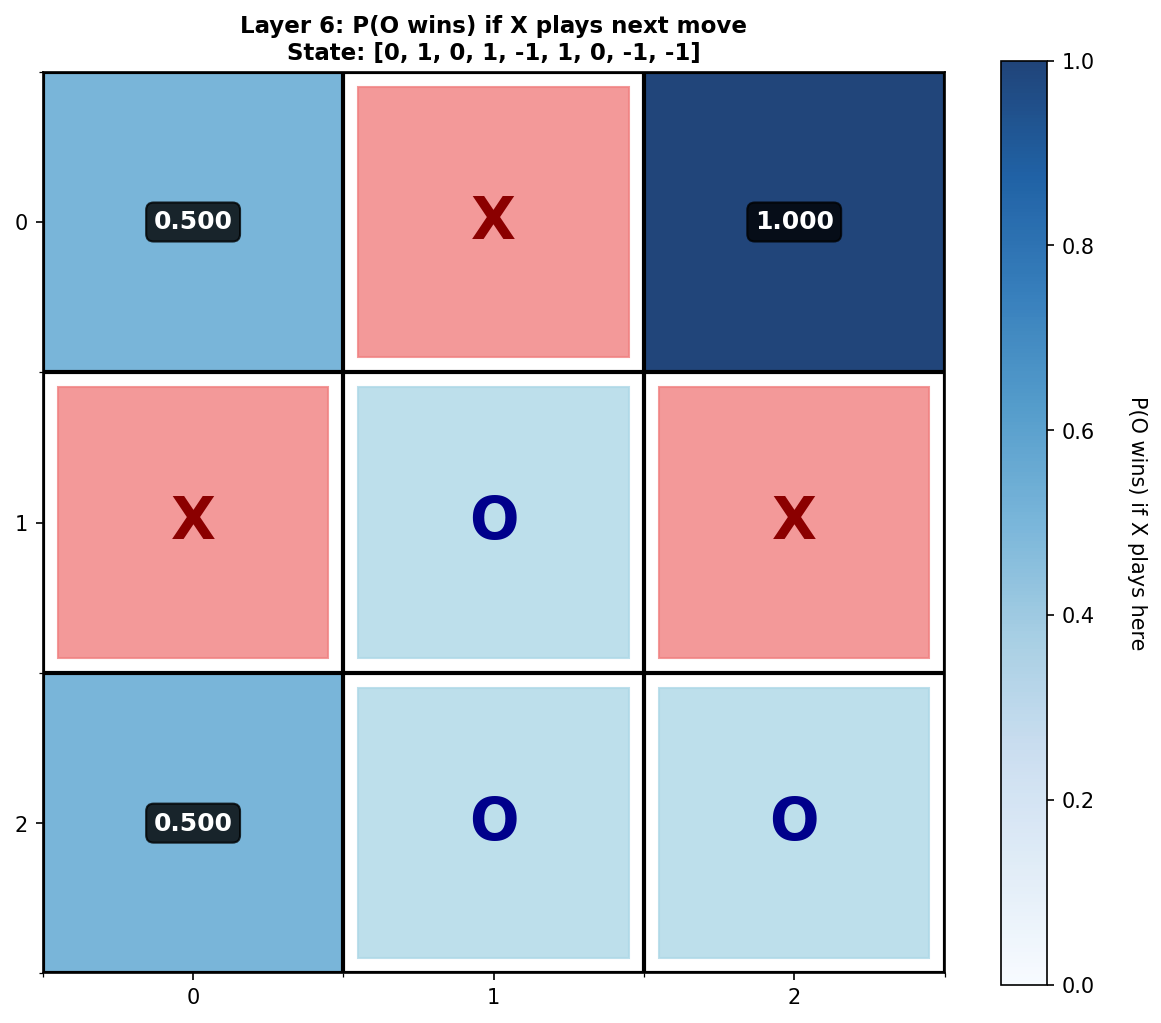 Layer 6: P(O wins) if X plays next move
State: [0, 1, 0, 1, -1, 1, 0, -1, -1]
0
0.500
X
1.000
1
X
O
X
2
0.500
O
O
0
1
2
1.0
0.8
0.6
0.4
0.2
0.0
P(O wins) if X plays here